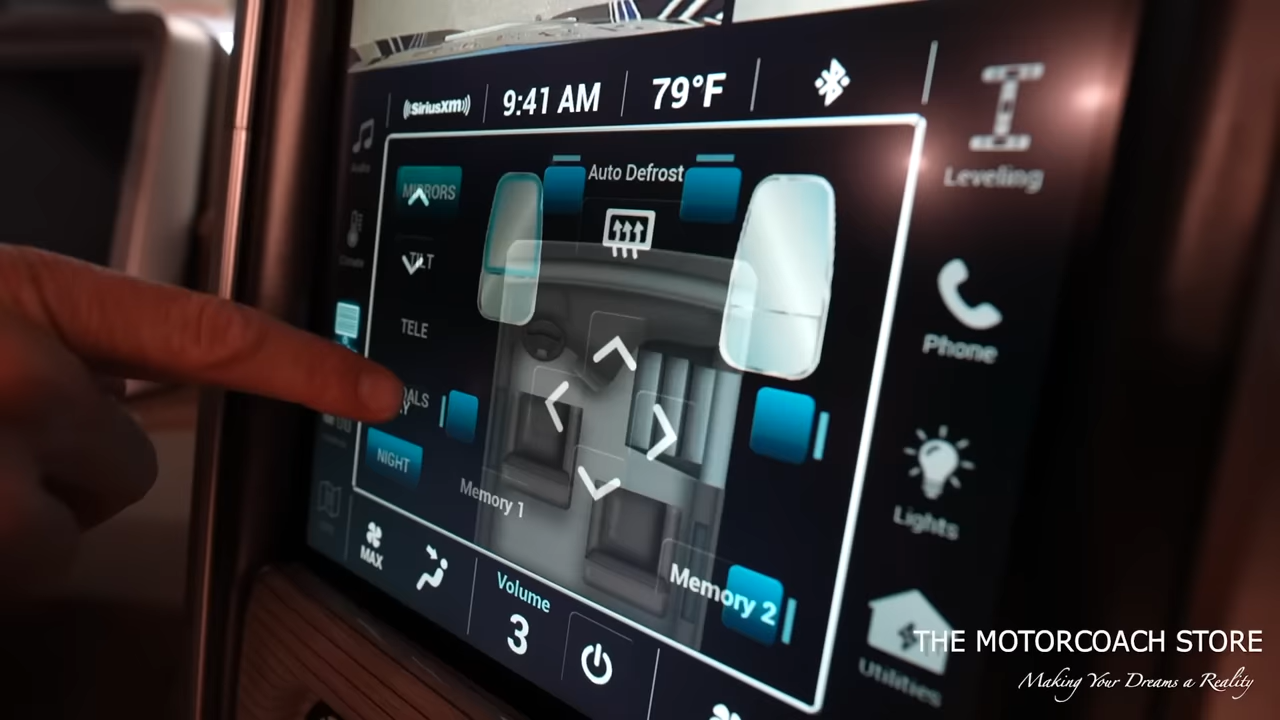 SiriusXM
9:41 AM
79°F
Audio
Leveling
MIRRORS
Auto Defrost
TILT
TELE
Phone
NIGHT
Memory 1
Lights
MAX
Memory 2
Volume
3
Utilities
THE MOTORCOACH STORE
Making Your Dreams a Reality